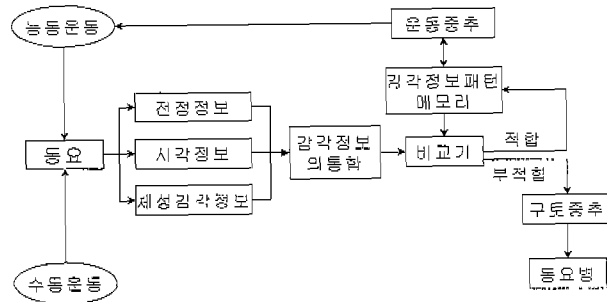 능동운동
운동중추
감각정보패턴
메모리
전정정보
동요
시각정보
감각정보
의통합
비교기
적합
부적합
체성감각정보
구토중추
수동운동
동요병